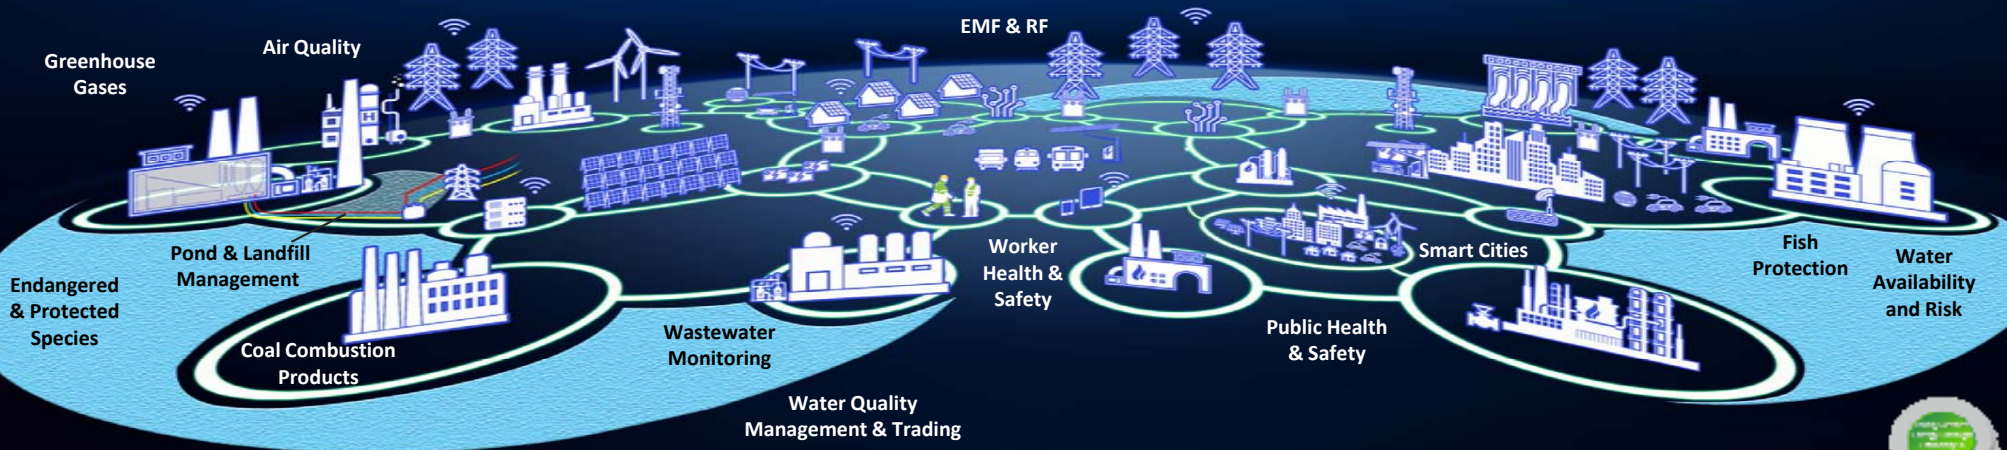 EMF & RF
Air Quality
Greenhouse
Gases
Pond & Landfill
Management
Endangered
& Protected
Species
Coal Combustion
Products
Wastewater
Monitoring
Water Quality
Management & Trading
Worker
Health &
Safety
Public Health
& Safety
Smart Cities
Fish
Protection
Water
Availability
and Risk